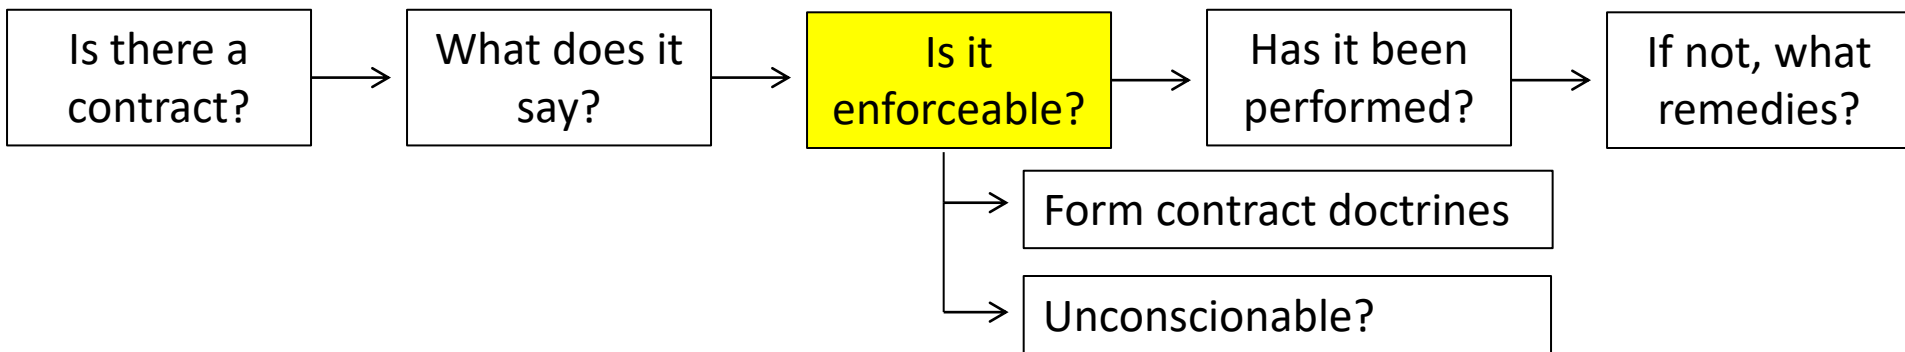 Is there a
contract?
What does it
say?
Is it
enforceable?
Has it been
performed?
If not, what
remedies?
Form contract doctrines
Unconscionable?